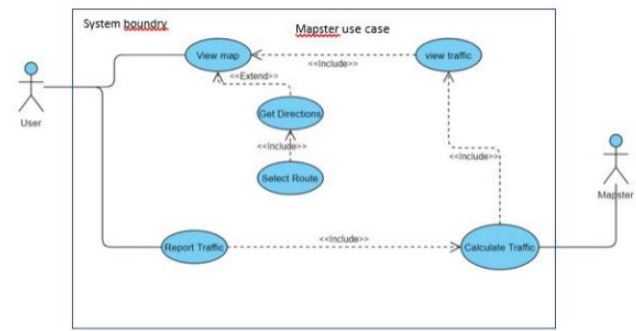 System boundry
Mapster use case
View map
view traffic
<<Include>>
<<Extend>>
User
Get Directions
<<Include>>
<<Include>>
Mapster
Select Route
<<Include>>
Report Traffic
Calculate Traffic